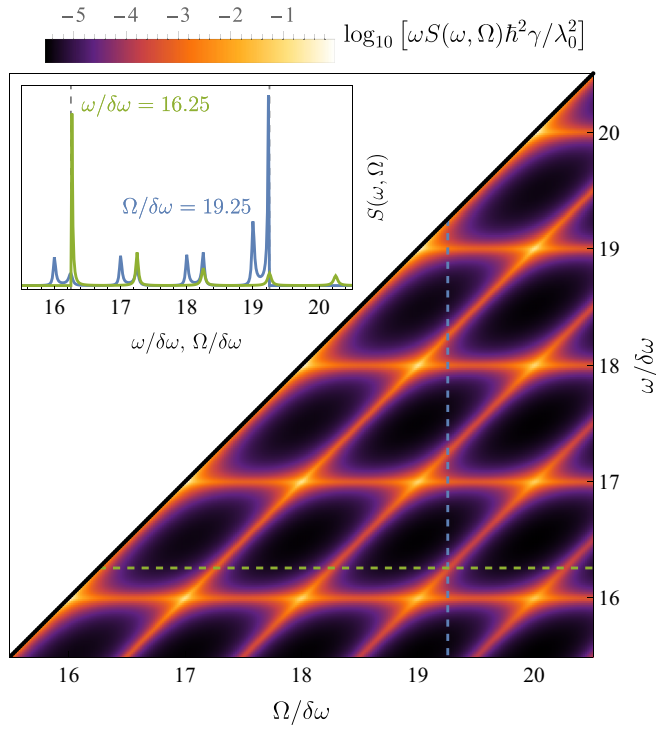 −5 −4 −3 −2 −1
log₁₀ [ωS(ω, Ω)ħ²γ/λ₀²]
ω/δω = 16.25
Ω/δω = 19.25
S(ω, Ω)
16 17 18 19 20
ω/δω, Ω/δω
20
19
18
17
16
ω/δω
16 17 18 19 20
Ω/δω